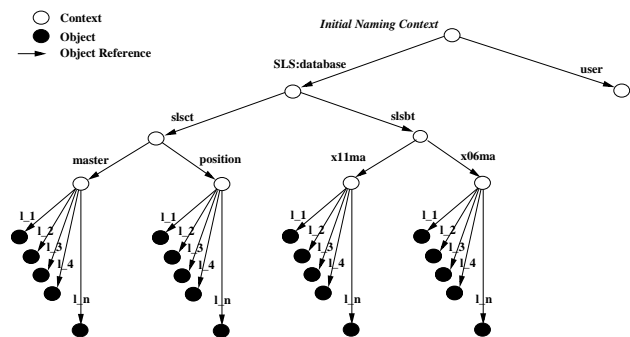 Initial Naming Context
Context
Object
Object Reference
SLS:database
user
slsct
slsbt
master
position
x11ma
x06ma
l_1
l_2
l_3
l_4
l_n
l_1
l_2
l_3
l_4
l_n
l_1
l_2
l_3
l_4
l_n
l_1
l_2
l_3
l_4
l_n